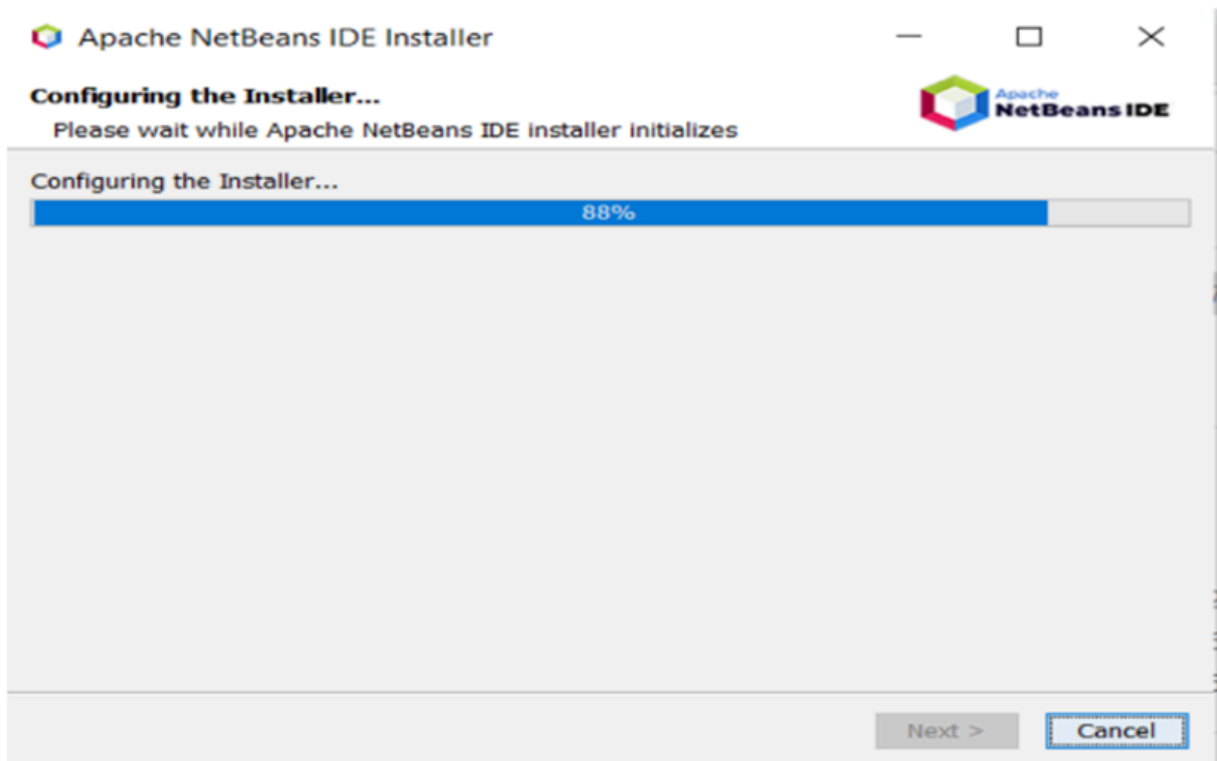 Apache NetBeans IDE Installer
Configuring the Installer...
Please wait while Apache NetBeans IDE installer initializes
Apache
NetBeans IDE
Configuring the Installer...
88%
Next >
Cancel